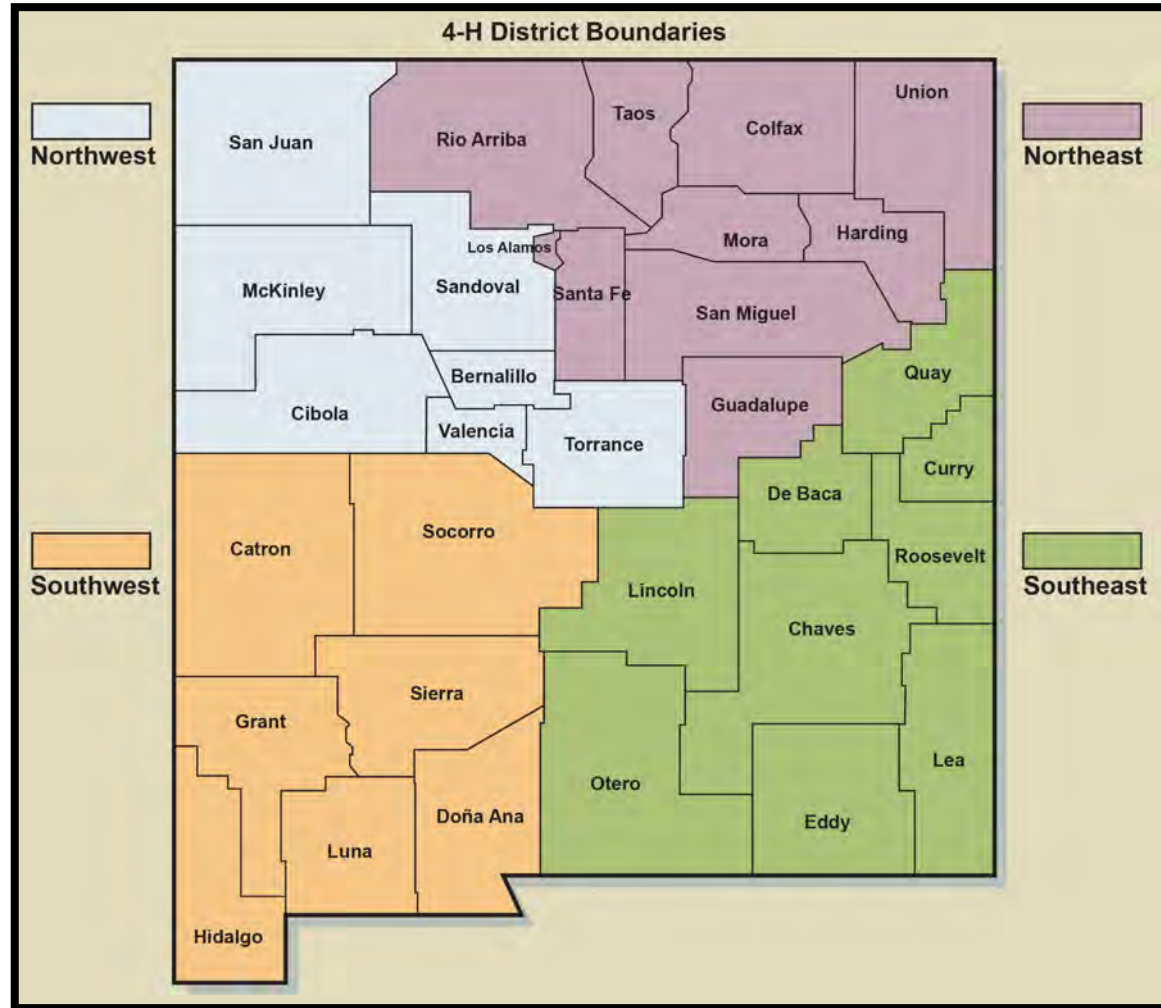 4-H District Boundaries
Northwest
Northeast
San Juan
Rio Arriba
Taos
Colfax
Union
Los Alamos
Mora
Harding
McKinley
Sandoval
Santa Fe
San Miguel
Bernalillo
Quay
Cibola
Valencia
Torrance
Guadalupe
Curry
De Baca
Southwest
Southeast
Catron
Socorro
Lincoln
Roosevelt
Chaves
Grant
Sierra
Otero
Lea
Doña Ana
Eddy
Luna
Hidalgo